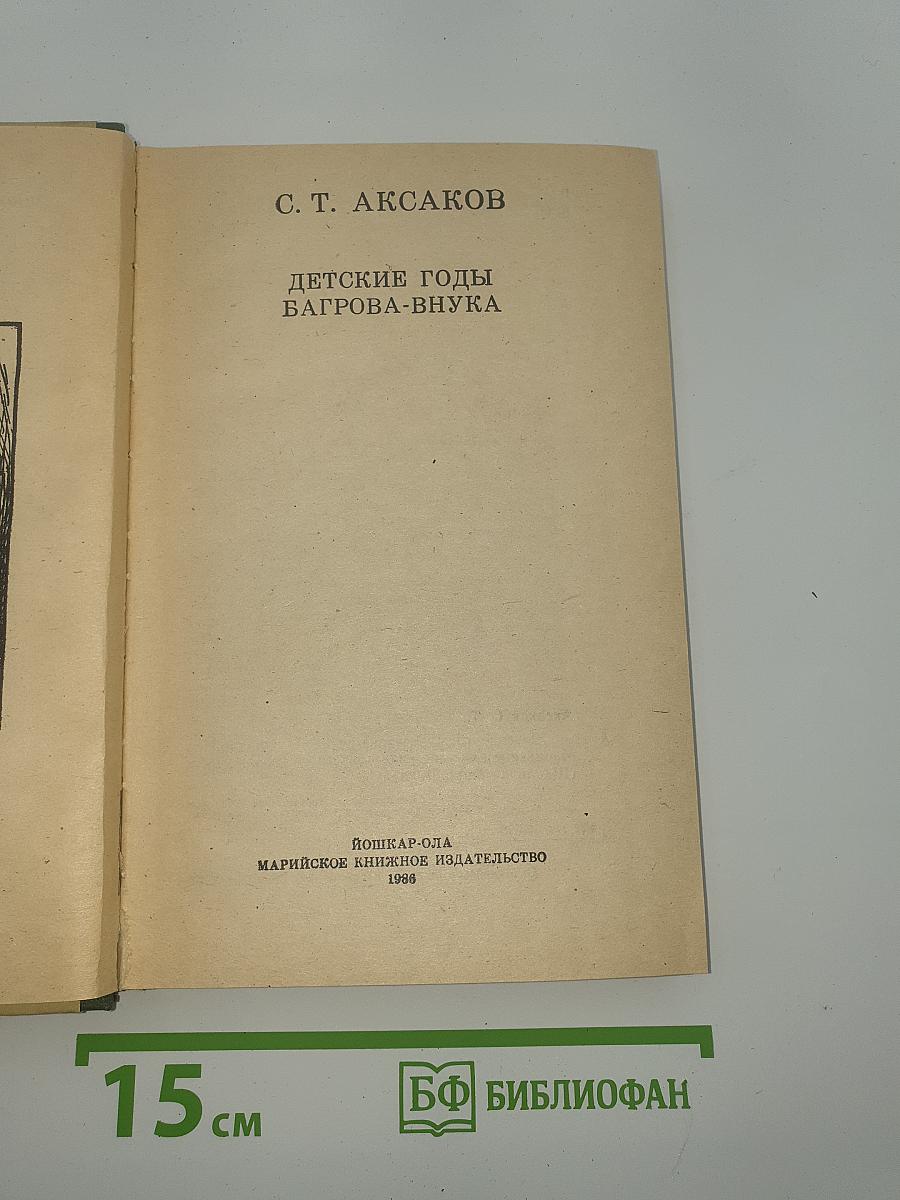 С. Т. АКСАКОВ
ДЕТСКИЕ ГОДЫ
БАГРОВА-ВНУКА
ЙОШКАР-ОЛА
МАРИЙСКОЕ КНИЖНОЕ ИЗДАТЕЛЬСТВО
1986
15 см
БФ БИБЛИОФАН